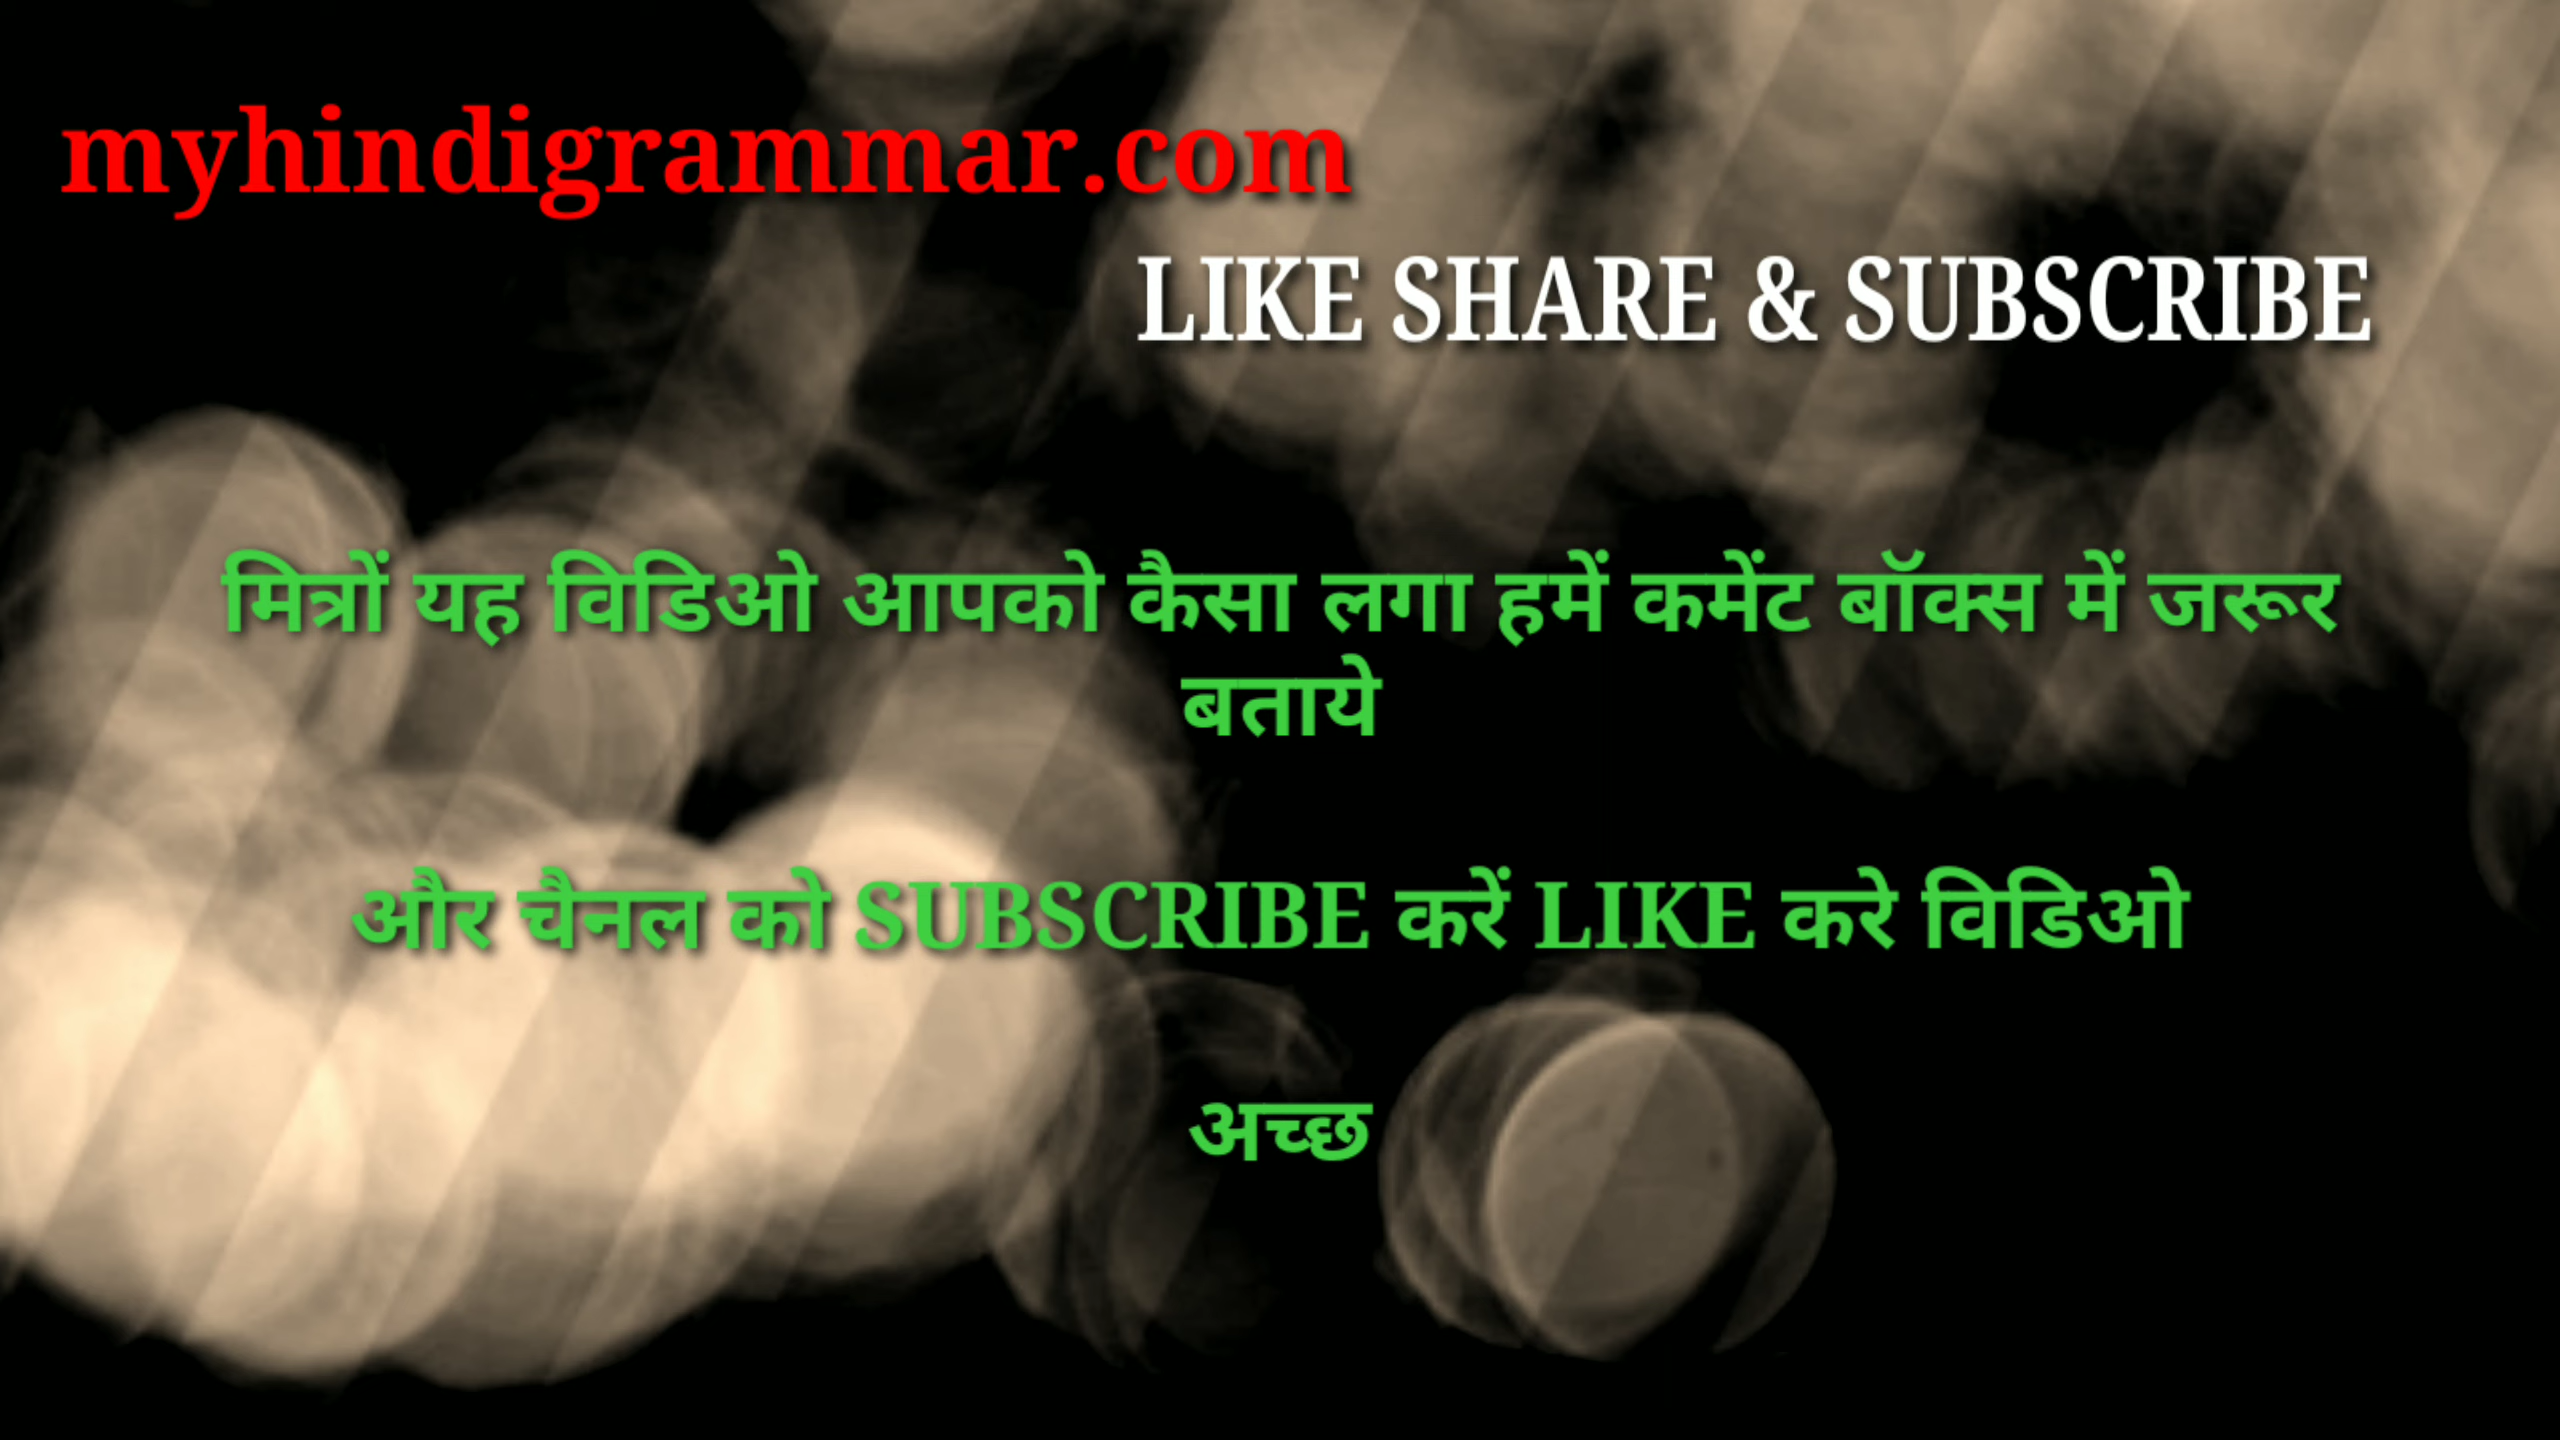 myhindigrammar.com
LIKE SHARE & SUBSCRIBE
मित्रों यह विडिओ आपको कैसा लगा हमें कमेंट बॉक्स में जरूर
बताये
और चैनल को SUBSCRIBE करें LIKE करे विडिओ
अच्छ